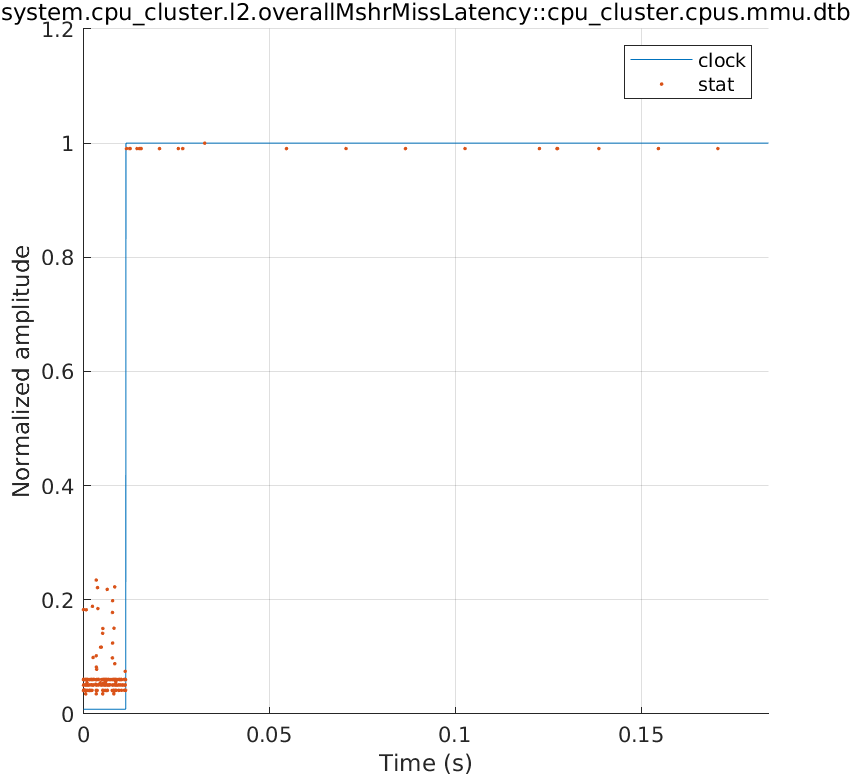 system.cpu_cluster.l2.overallMshrMissLatency::cpu_cluster.cpus.mmu.dtb
1.2
clock
stat
1
0.8
Normalized amplitude
0.6
0.4
0.2
0
0
0.05
0.1
0.15
Time (s)